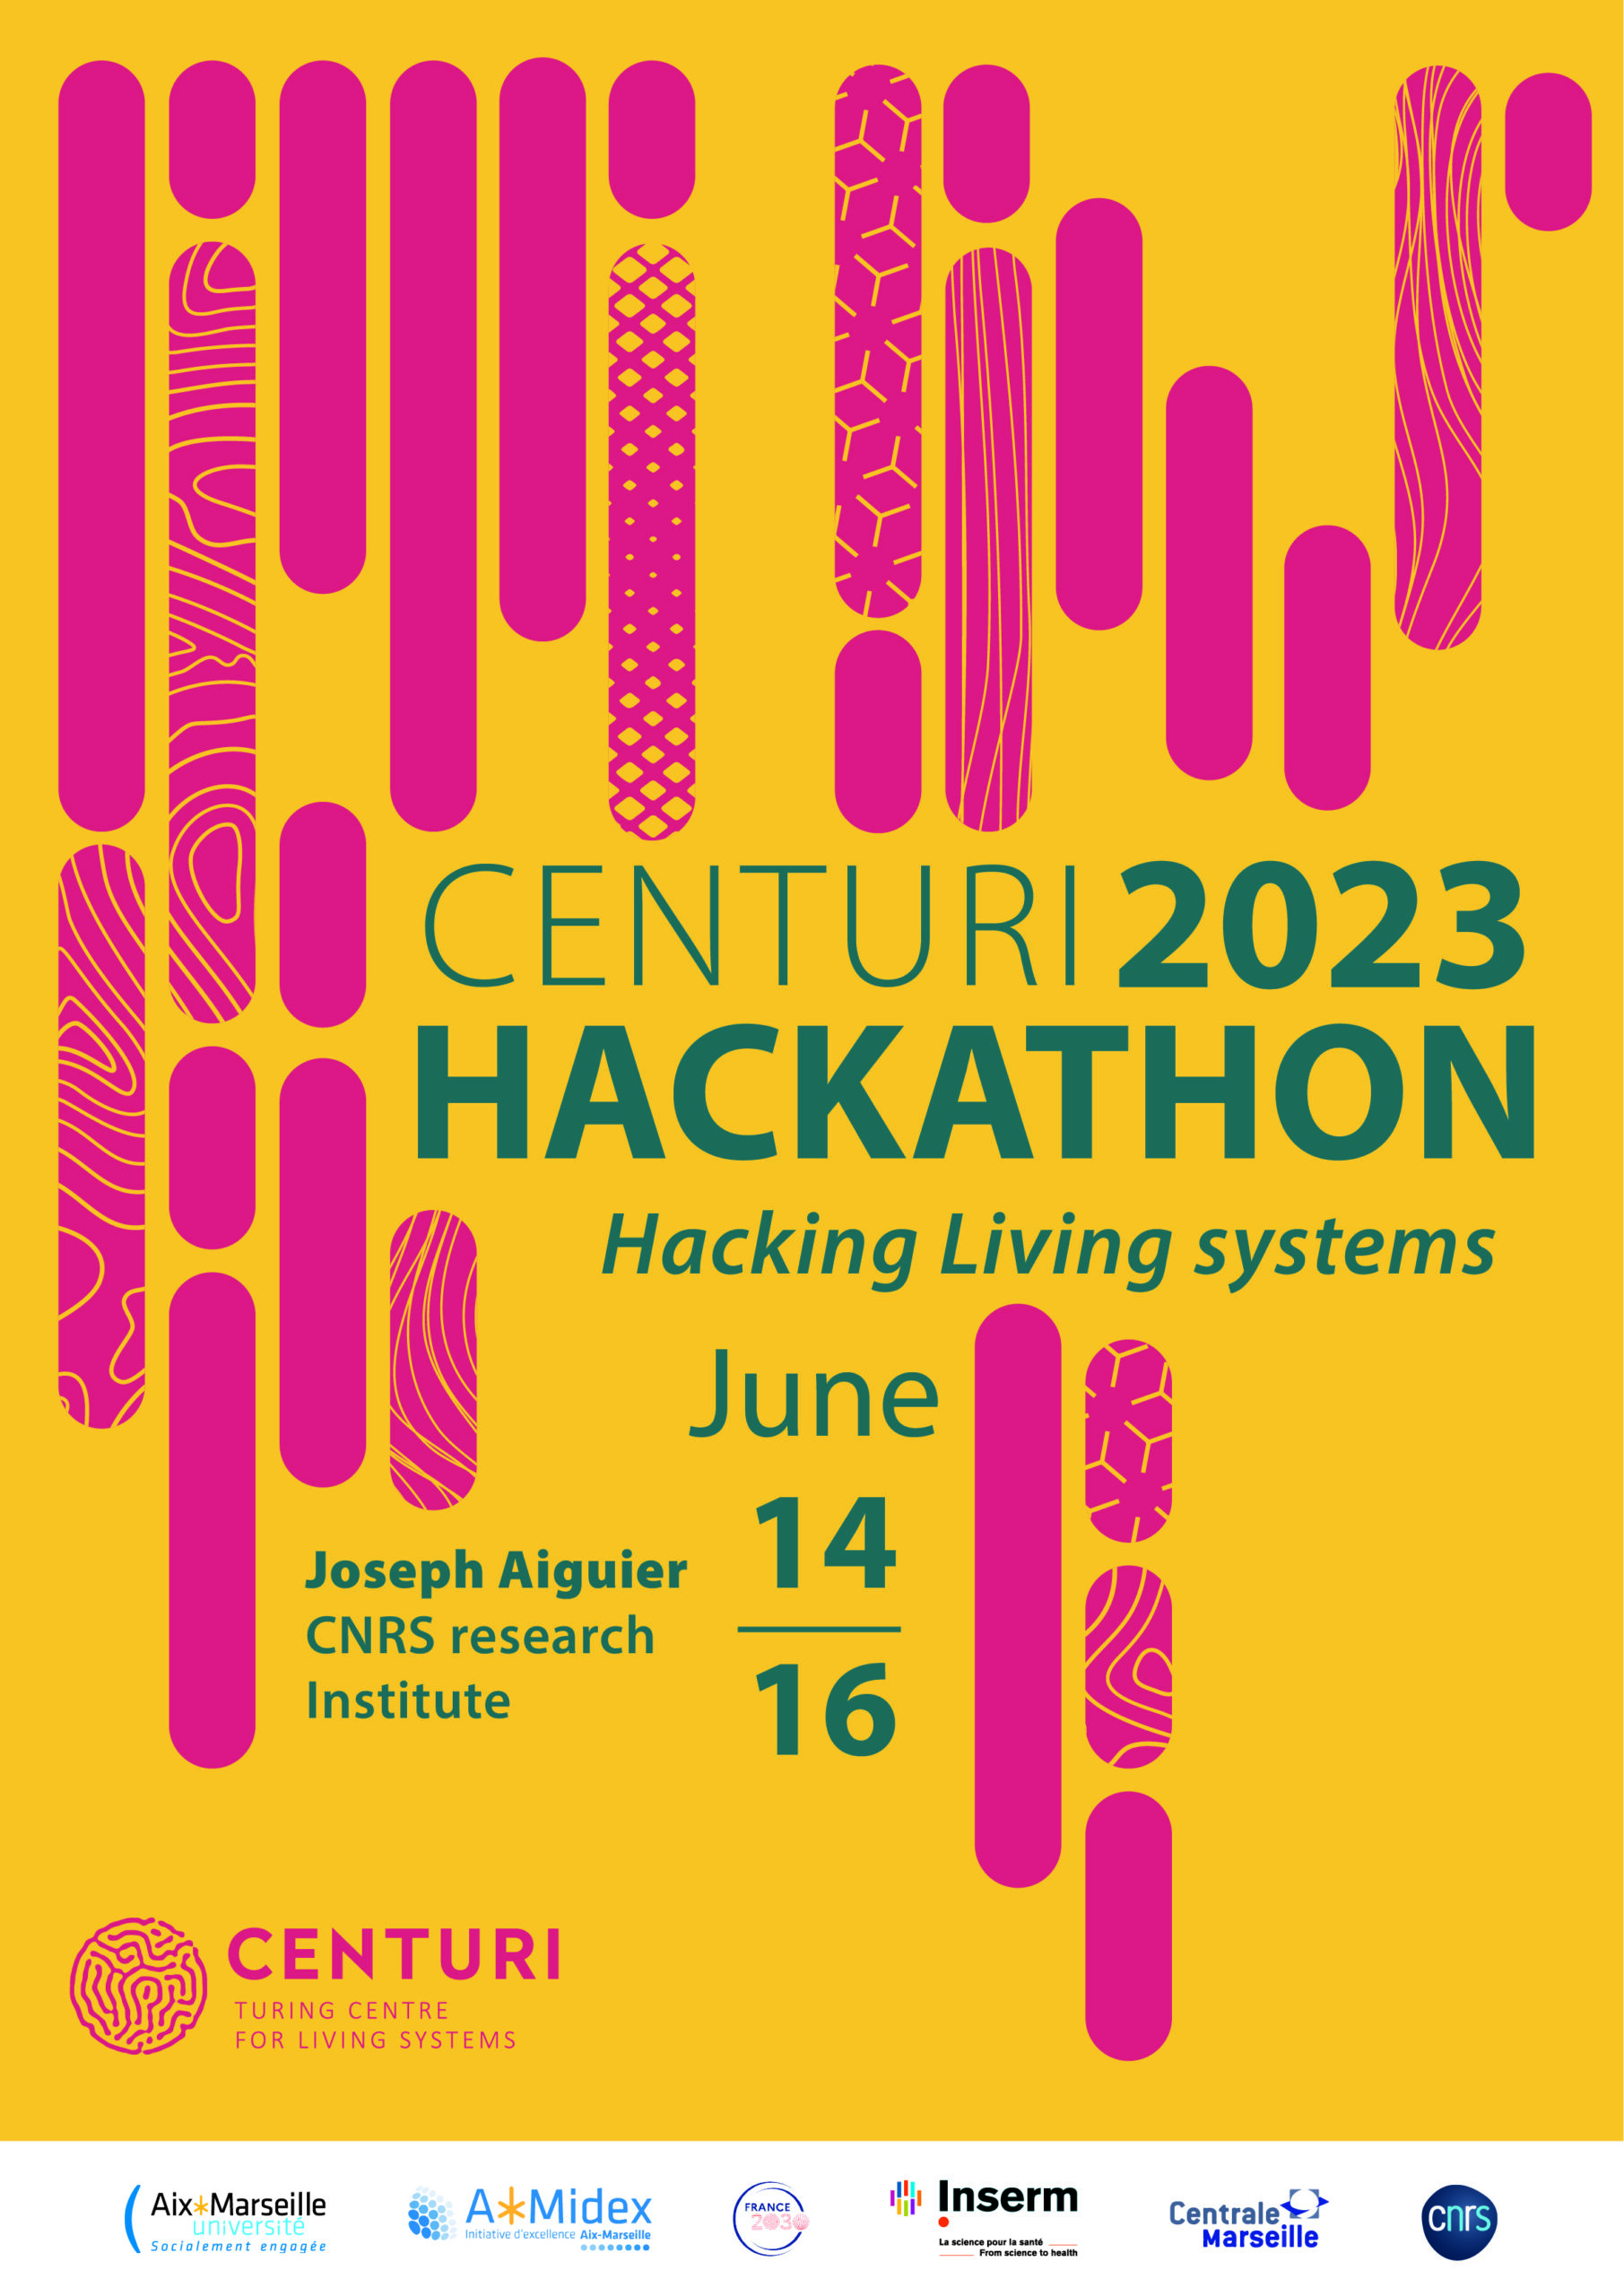 CENTURI 2023
HACKATHON
Hacking Living systems
June
14
16
Joseph Aiguier
CNRS research
Institute
CENTURI
TURING CENTRE
FOR LIVING SYSTEMS
Aix*Marseille
université
Socialement engagée
A*Midex
Initiative d'excellence Aix-Marseille
FRANCE
2030
Inserm
La science pour la santé
From science to health
Centrale
Marseille
cnrs